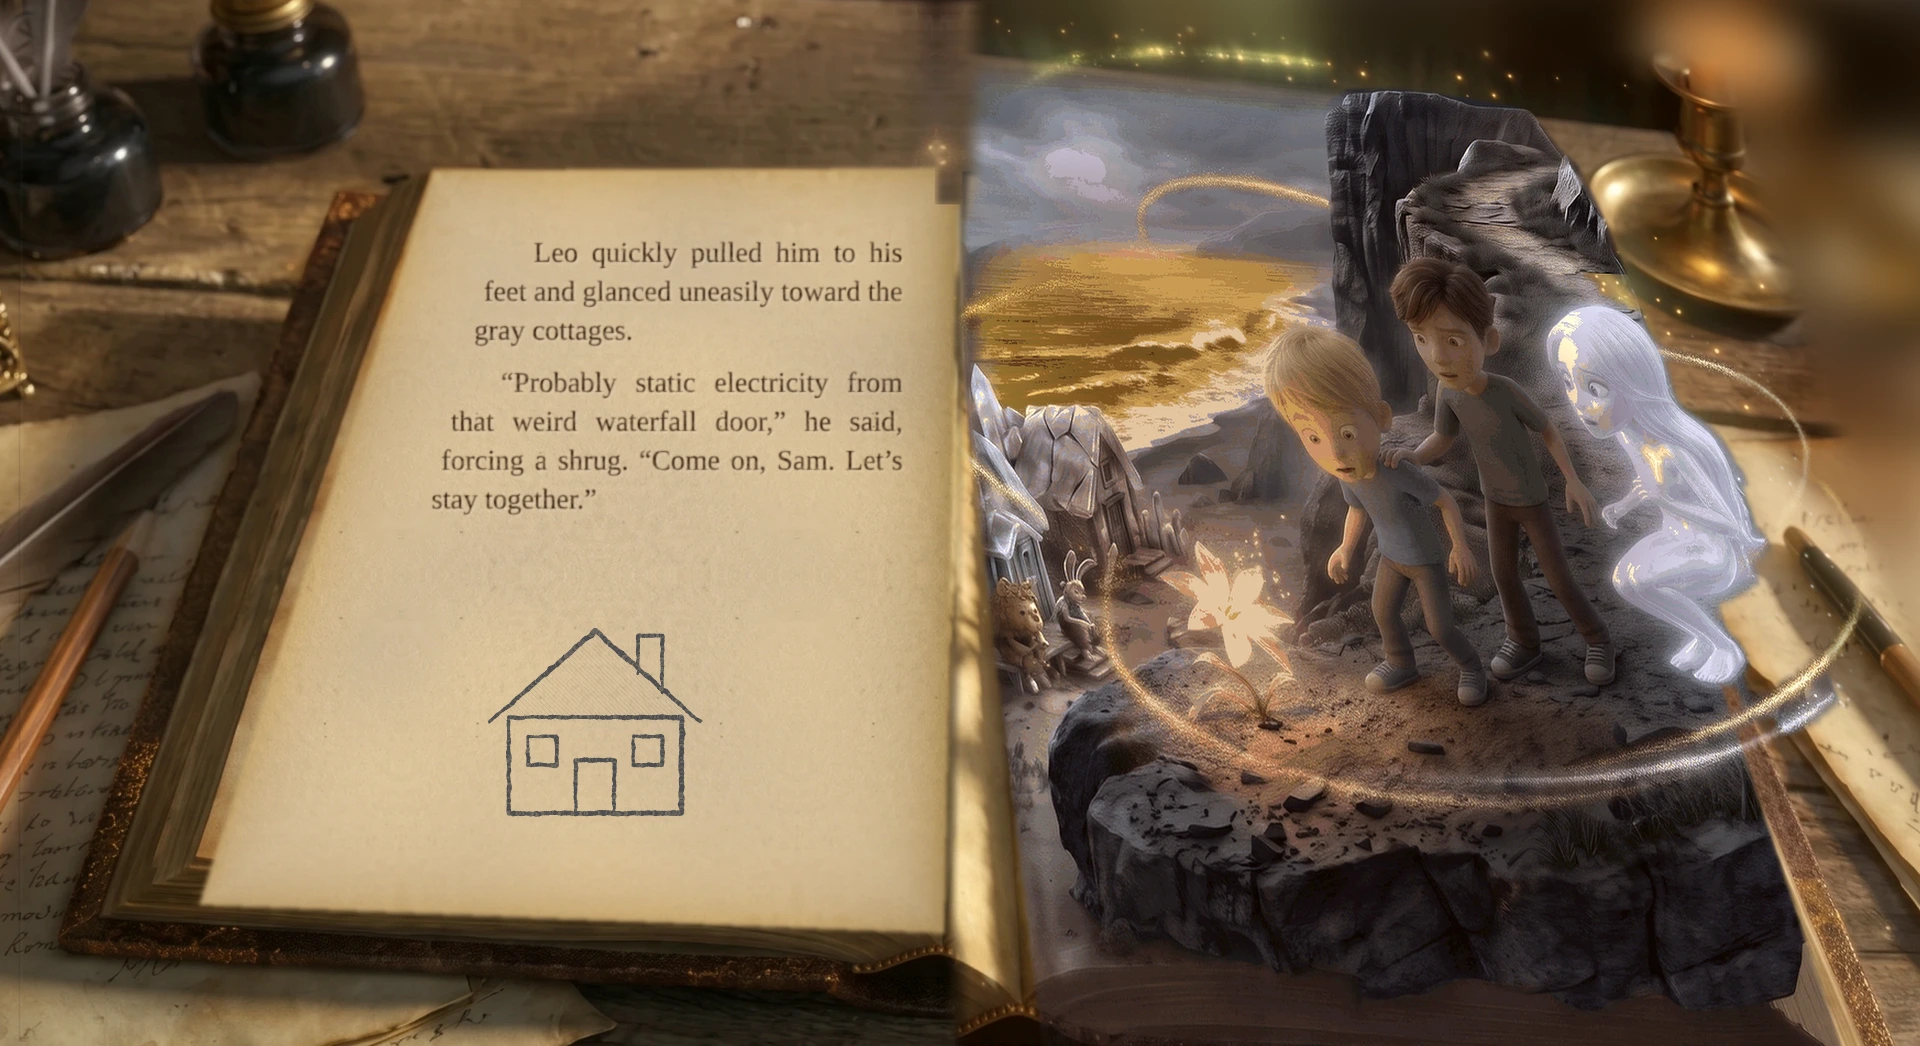 Leo quickly pulled him to his
feet and glanced uneasily toward the
gray cottages.
“Probably static electricity from
that weird waterfall door,” he said,
forcing a shrug. “Come on, Sam. Let’s
stay together.”